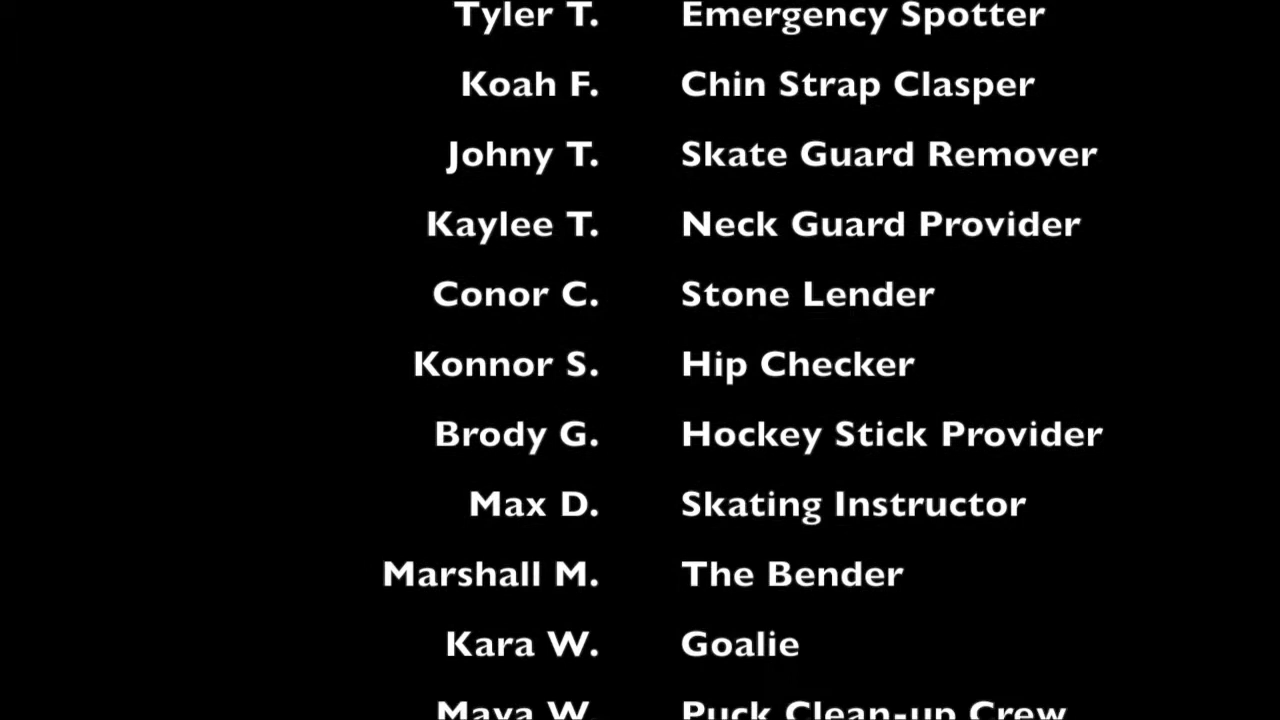 Tyler T. Emergency Spotter
Koah F. Chin Strap Clasper
Johny T. Skate Guard Remover
Kaylee T. Neck Guard Provider
Conor C. Stone Lender
Konnor S. Hip Checker
Brody G. Hockey Stick Provider
Max D. Skating Instructor
Marshall M. The Bender
Kara W. Goalie
Maya W. Puck Clean-up Crew